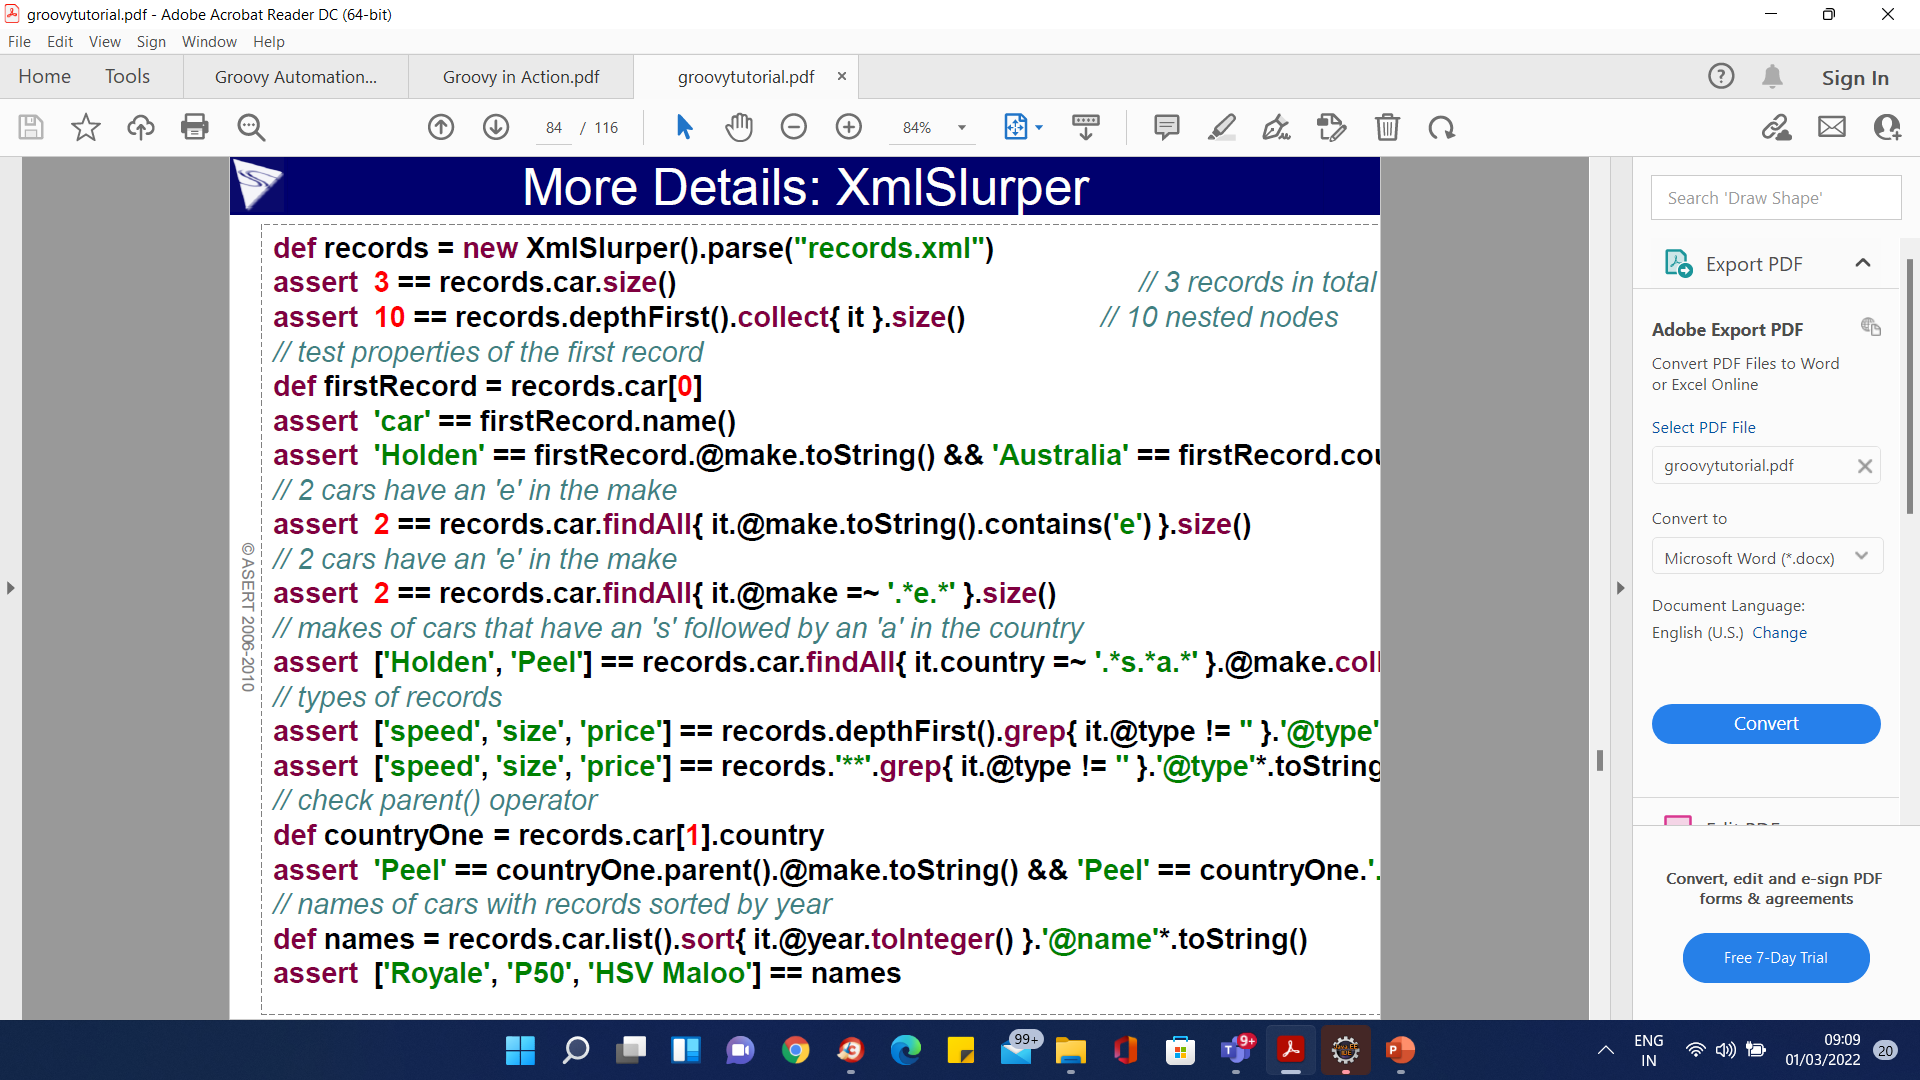 groovytutorial.pdf - Adobe Acrobat Reader DC (64-bit)
File Edit View Sign Window Help
Home Tools Groovy Automation... Groovy in Action.pdf groovytutorial.pdf × ? Sign In
84 / 116 84%
More Details: XmlSlurper
def records = new XmlSlurper().parse("records.xml")
assert 3 == records.car.size() // 3 records in total
assert 10 == records.depthFirst().collect{ it }.size() // 10 nested nodes
// test properties of the first record
def firstRecord = records.car[0]
assert 'car' == firstRecord.name()
assert 'Holden' == firstRecord.@make.toString() && 'Australia' == firstRecord.cou
// 2 cars have an 'e' in the make
assert 2 == records.car.findAll{ it.@make.toString().contains('e') }.size()
// 2 cars have an 'e' in the make
assert 2 == records.car.findAll{ it.@make =~ '.*e.*' }.size()
// makes of cars that have an 's' followed by an 'a' in the country
assert ['Holden', 'Peel'] == records.car.findAll{ it.country =~ '.*s.*a.*' }.@make.coll
// types of records
assert ['speed', 'size', 'price'] == records.depthFirst().grep{ it.@type != '' }.'@type'
assert ['speed', 'size', 'price'] == records.'**'.grep{ it.@type != '' }.'@type'*.toString
// check parent() operator
def countryOne = records.car[1].country
assert 'Peel' == countryOne.parent().@make.toString() && 'Peel' == countryOne.'.
// names of cars with records sorted by year
def names = records.car.list().sort{ it.@year.toInteger() }.'@name'*.toString()
assert ['Royale', 'P50', 'HSV Maloo'] == names
© ASERT 2006-2010
Search 'Draw Shape'
Export PDF
Adobe Export PDF
Convert PDF Files to Word
or Excel Online
Select PDF File
groovytutorial.pdf
Convert to
Microsoft Word (*.docx)
Document Language:
English (U.S.) Change
Convert
Edit PDF
Convert, edit and e-sign PDF
forms & agreements
Free 7-Day Trial
99+
9+
ENG
IN
09:09
01/03/2022
20